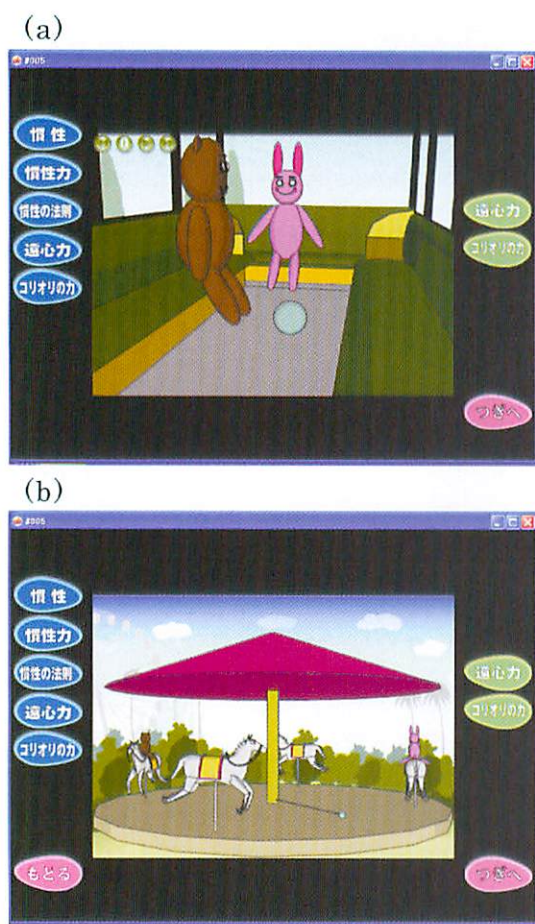 (a)
#005
慣性
慣性力
慣性の法則
遠心力
コリオリの力
遠心力
コリオリの力
つぎへ
(b)
#005
慣性
慣性力
慣性の法則
遠心力
コリオリの力
遠心力
コリオリの力
もどる
つぎへ